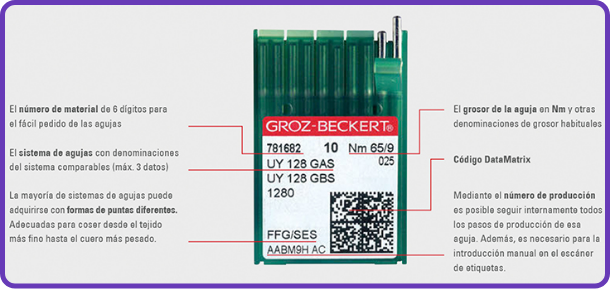 El número de material de 6 dígitos para
el fácil pedido de las agujas
El sistema de agujas con denominaciones
del sistema comparables (máx. 3 datos)
La mayoría de sistemas de agujas puede
adquirirse con formas de puntas diferentes.
Adecuadas para coser desde el tejido
más fino hasta el cuero más pesado.
GROZ-BECKERT®
781682 10 Nm 65/9
025
UY 128 GAS
UY 128 GBS
1280
FFG/SES
AABM9H AC
El grosor de la aguja en Nm y otras
denominaciones de grosor habituales
Código DataMatrix
Mediante el número de producción
es posible seguir internamente todos
los pasos de producción de esa
aguja. Además, es necesario para la
introducción manual en el escáner
de etiquetas.